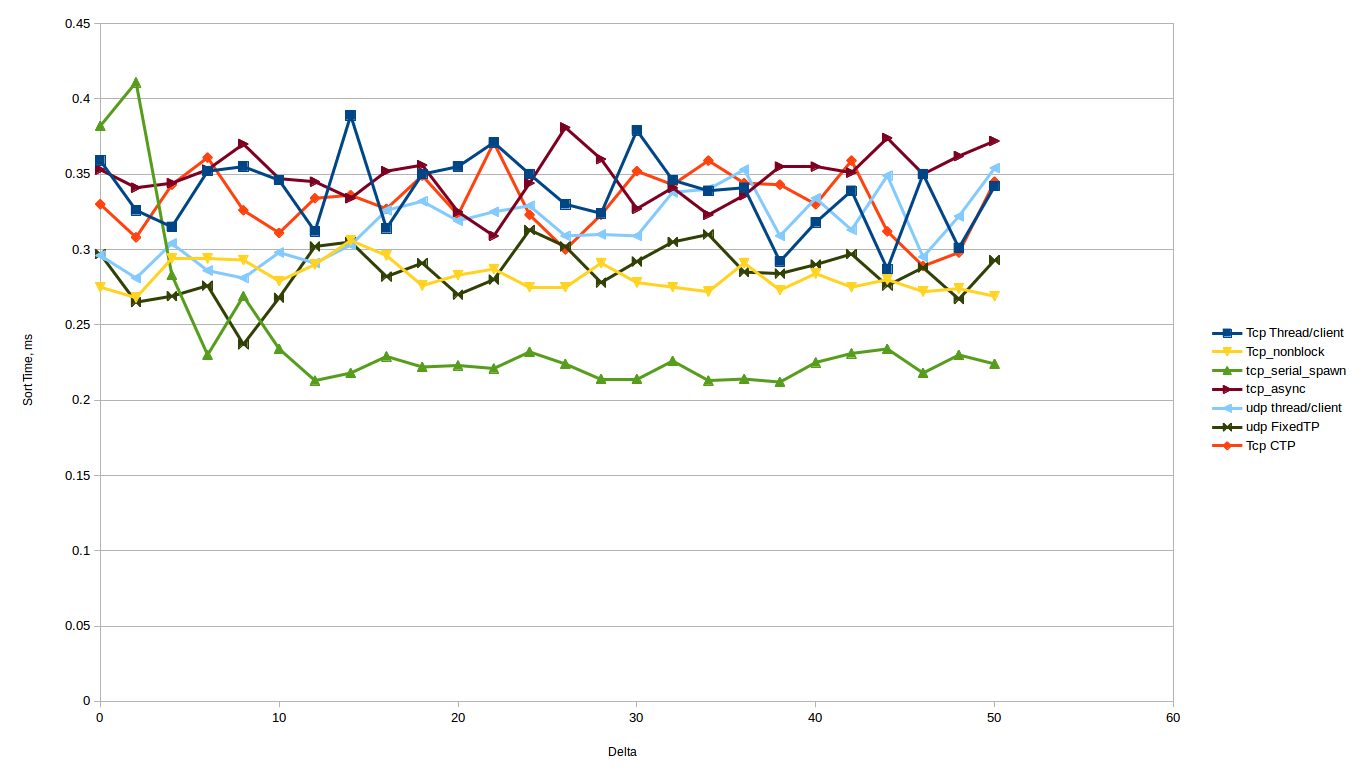 0.45
0.4
0.35
0.3
0.25
0.2
0.15
0.1
0.05
0
0 10 20 30 40 50 60
Sort Time, ms
Delta
Tcp Thread/client
Tcp_nonblock
tcp_serial_spawn
tcp_async
udp thread/client
udp FixedTP
Tcp CTP